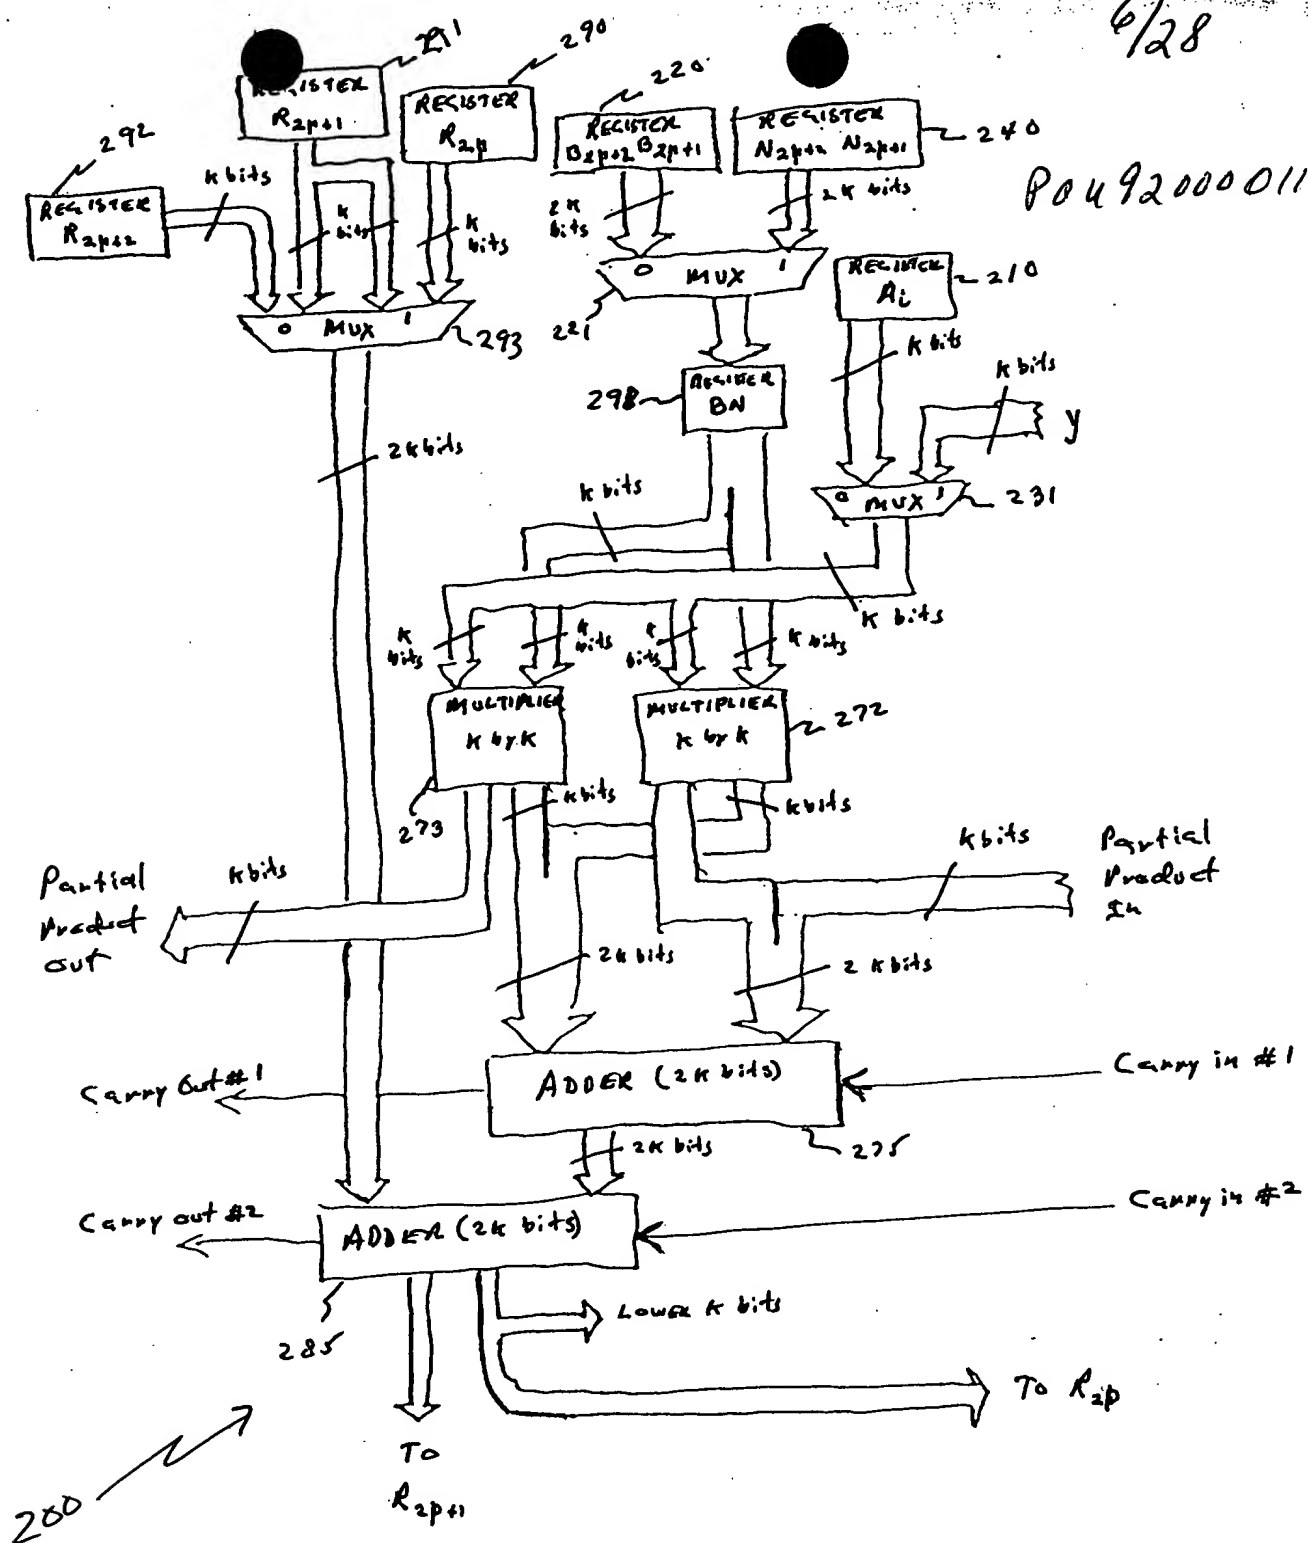 6/28
P0492000011
291
290
220
240
292
REGISTER
R2p+1
REGISTER
R2p
REGISTER
B2p+2 B2p+1
REGISTER
N2p+2 N2p+1
REGISTER
R2p+2
k bits
k
bits
k
bits
2k
bits
2k bits
0 MUX 1
293
0 MUX 1
221
REGISTER
Ai
210
k bits
k bits
y
REGISTER
BN
298
2k bits
k bits
0 MUX 1
231
k bits
k bits
k
bits
k
bits
k
bits
k bits
MULTIPLIER
k by k
273
MULTIPLIER
k by k
272
k bits
k bits
k bits
Partial
Product
In
Partial
Product
out
k bits
2k bits
2 k bits
Carry Out #1
ADDER (2k bits)
Carry in #1
275
2k bits
Carry out #2
ADDER (2k bits)
Carry in #2
285
LOWER k bits
To R2p
To
R2p+1
200